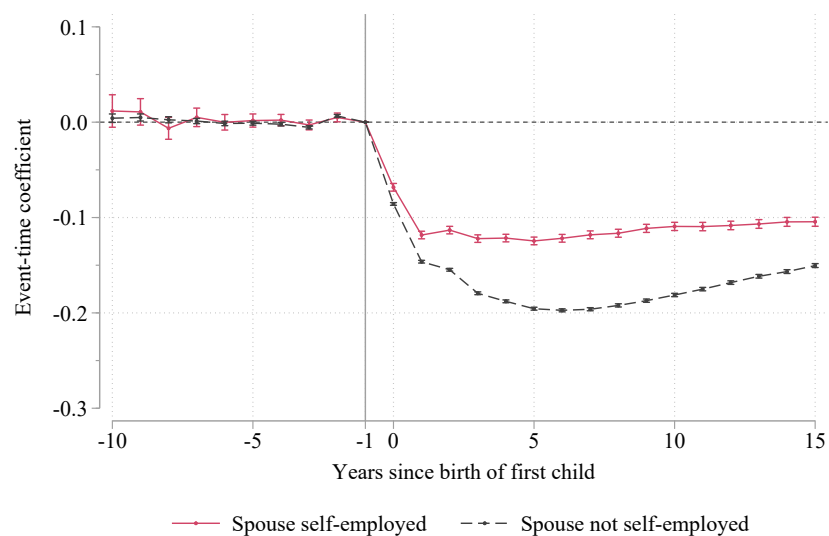 0.1
0.0
-0.1
-0.2
-0.3
Event-time coefficient
-10 -5 -1 0 5 10 15
Years since birth of first child
Spouse self-employed Spouse not self-employed